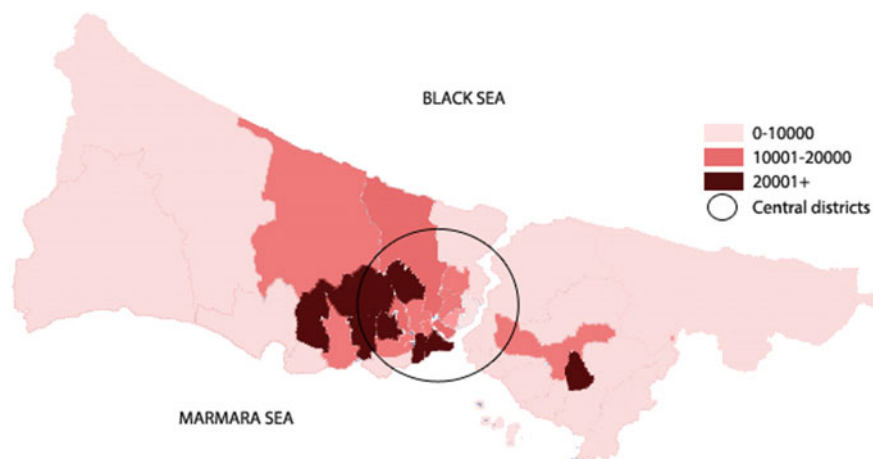 BLACK SEA
0-10000
10001-20000
20001+
Central districts
MARMARA SEA